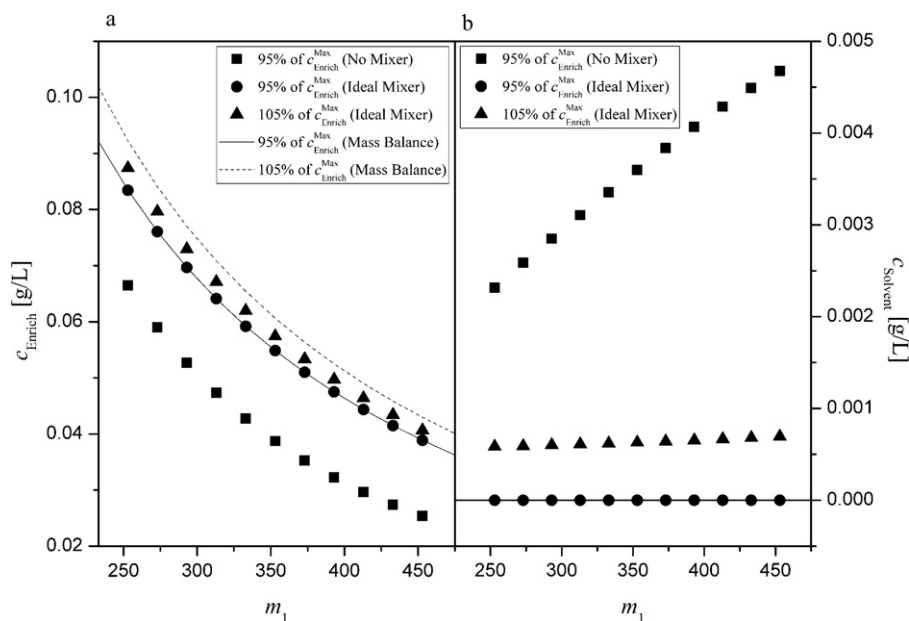 a
b
0.10
0.08
0.06
0.04
0.02
c_Enrich [g/L]
95% of c_Enrich^Max (No Mixer)
95% of c_Enrich^Max (Ideal Mixer)
105% of c_Enrich^Max (Ideal Mixer)
95% of c_Enrich^Max (Mass Balance)
105% of c_Enrich^Max (Mass Balance)
250 300 350 400 450
m_1
95% of c_Enrich^Max (No Mixer)
95% of c_Enrich^Max (Ideal Mixer)
105% of c_Enrich^Max (Ideal Mixer)
0.005
0.004
0.003
0.002
0.001
0.000
c_Solvent [g/L]
250 300 350 400 450
m_1